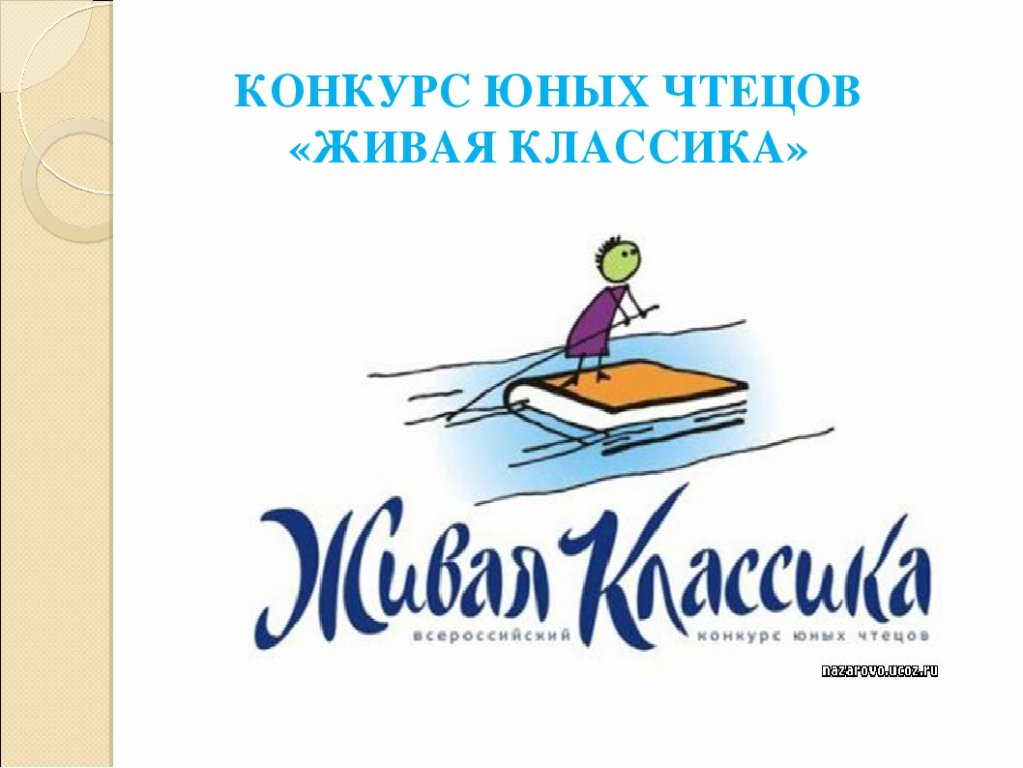 КОНКУРС ЮНЫХ ЧТЕЦОВ
«ЖИВАЯ КЛАССИКА»
Живая Классика
всероссийский конкурс юных чтецов
nazarovo.ucoz.ru